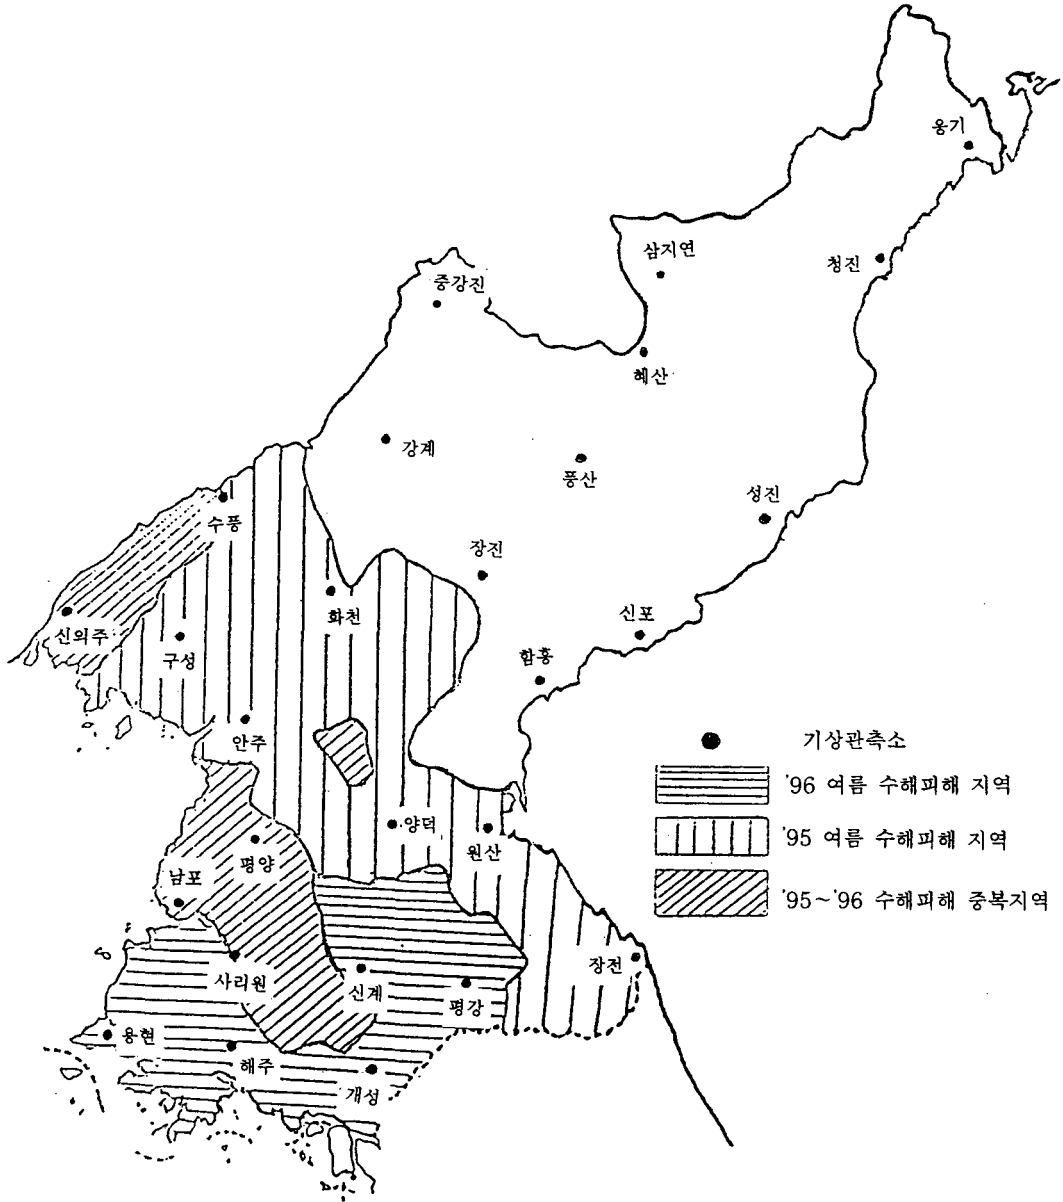 웅기
삼지연
청진
중강진
혜산
강계
풍산
성진
수풍
장진
화천
신포
신의주
구성
함흥
안주
기상관측소
'96 여름 수해피해 지역
양덕
'95 여름 수해피해 지역
원산
평양
남포
'95~'96 수해피해 중복지역
장전
사리원
신계
평강
용현
해주
개성